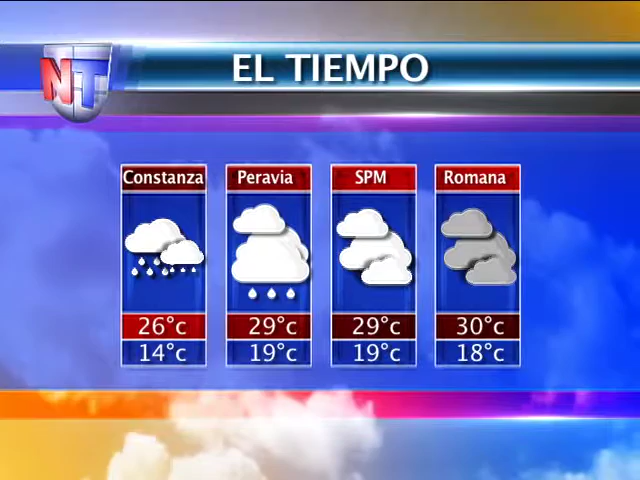 NT
EL TIEMPO
Constanza
Peravia
SPM
Romana
26°c
29°c
29°c
30°c
14°c
19°c
19°c
18°c